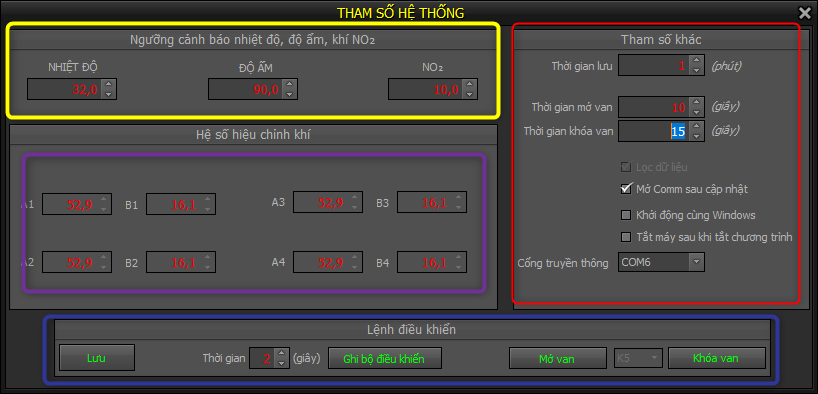 THAM SỐ HỆ THỐNG
Ngưỡng cảnh báo nhiệt độ, độ ẩm, khí NO₂
NHIỆT ĐỘ ĐỘ ẨM NO₂
32,0 90,0 10,0
Tham số khác
Thời gian lưu 1 (phút)
Thời gian mở van 10 (giây)
Thời gian khóa van 15 (giây)
Lọc dữ liệu
Mở Comm sau cập nhật
Khởi động cùng Windows
Tắt máy sau khi tắt chương trình
Cổng truyền thông COM6
Hệ số hiệu chỉnh khí
A1 52,9 B1 16,1 A3 52,9 B3 16,1
A2 52,9 B2 16,1 A4 52,9 B4 16,1
Lệnh điều khiển
Lưu Thời gian 2 (giây) Ghi bộ điều khiển Mở van K5 Khóa van